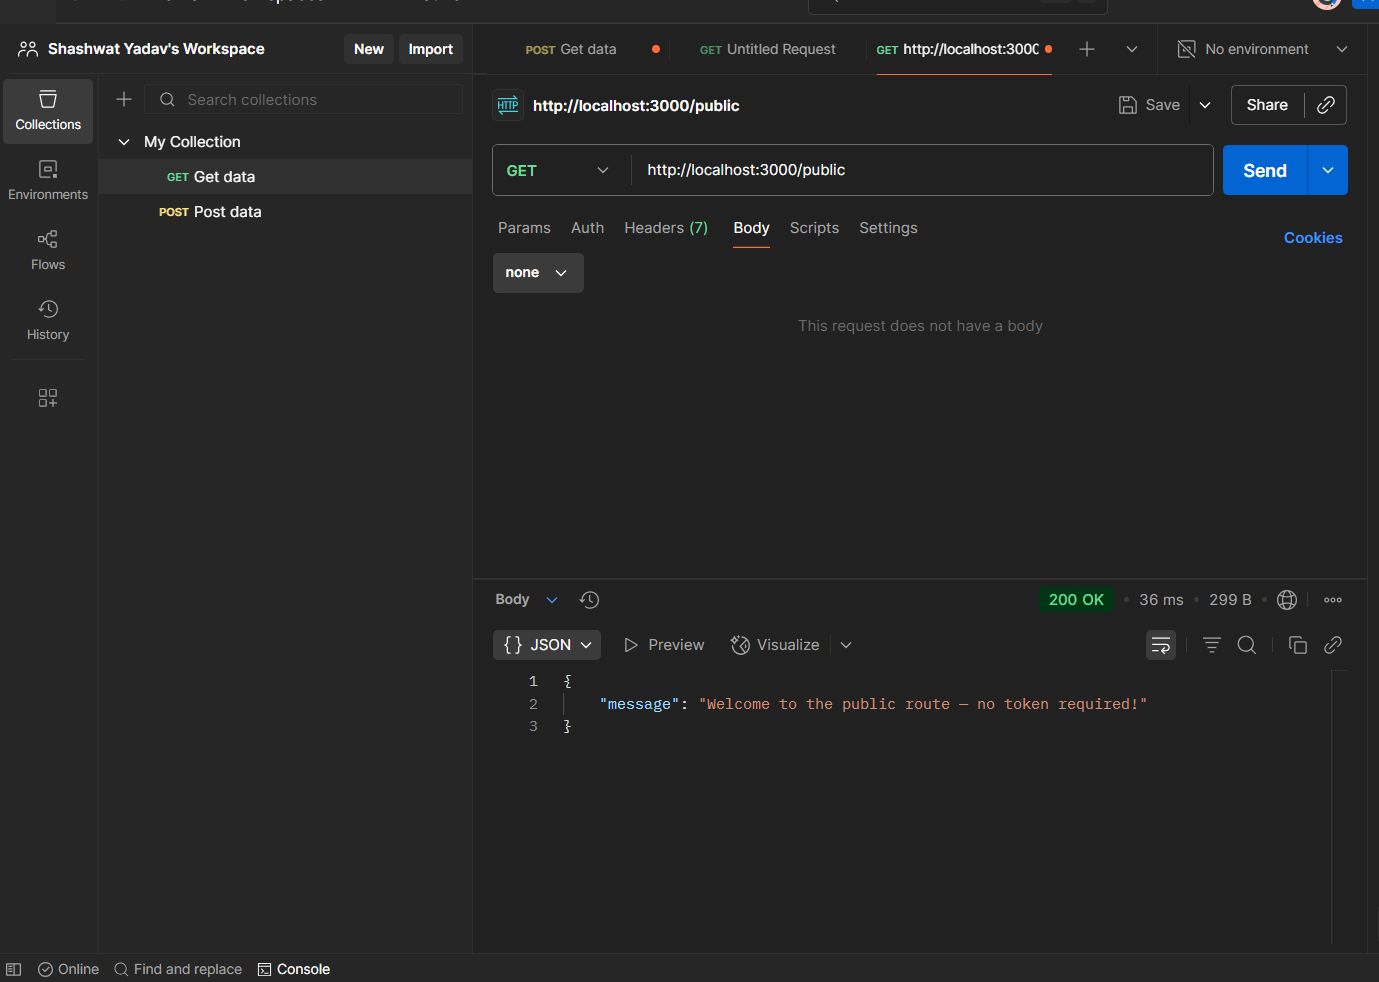 Shashwat Yadav's Workspace
New
Import
POST Get data
GET Untitled Request
GET http://localhost:3000
No environment
Collections
Search collections
http://localhost:3000/public
Save
Share
My Collection
GET Get data
POST Post data
Environments
Flows
History
GET
http://localhost:3000/public
Send
Params
Auth
Headers (7)
Body
Scripts
Settings
Cookies
none
This request does not have a body
Body
200 OK
36 ms
299 B
{} JSON
Preview
Visualize
1 {
2 "message": "Welcome to the public route — no token required!"
3 }
Online
Find and replace
Console